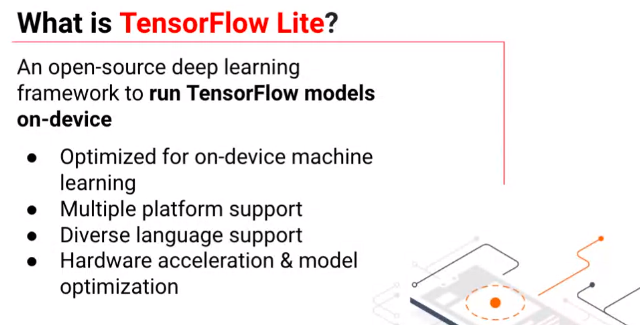 What is TensorFlow Lite?
An open-source deep learning
framework to run TensorFlow models
on-device
● Optimized for on-device machine
learning
● Multiple platform support
● Diverse language support
● Hardware acceleration & model
optimization